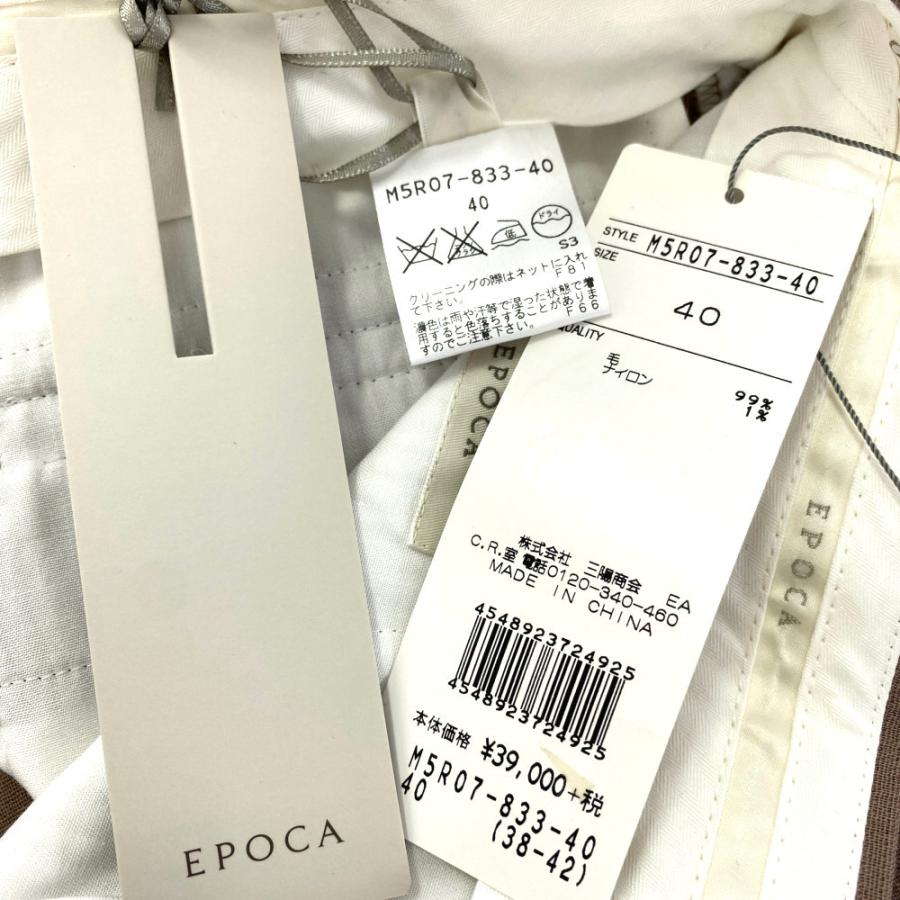 EPOCA
M5R07-833-40
40
ドライ
低
S3
クリーニングの際はネットに入れ
て下さい。
F81
濃色は雨や汗等で湿った状態で着
用すると色落ちすることがありま
すのでご注意下さい。
F66
EPOCA
STYLE M5R07-833-40
SIZE
40
QUALITY
毛 99%
ナイロン 1%
株式会社 三陽商会 EA
C.R.室 電話0120-340-460
MADE IN CHINA
4548923724925
4548923724925
本体価格 ¥39,000+税
M5R07-833-40
40 (38-42)
EPOCA